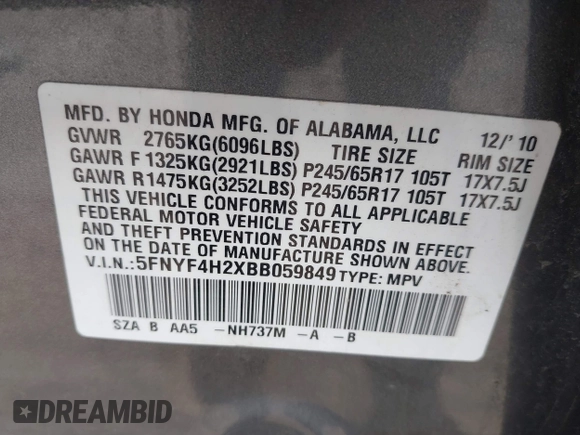 MFD. BY HONDA MFG. OF ALABAMA, LLC 12/'10
GVWR 2765KG(6096LBS) TIRE SIZE RIM SIZE
GAWR F 1325KG(2921LBS) P245/65R17 105T 17X7.5J
GAWR R1475KG(3252LBS) P245/65R17 105T 17X7.5J
THIS VEHICLE CONFORMS TO ALL APPLICABLE
FEDERAL MOTOR VEHICLE SAFETY
AND THEFT PREVENTION STANDARDS IN EFFECT
ON THE DATE OF MANUFACTURE SHOWN ABOVE.
V.I.N.:5FNYF4H2XBB059849 TYPE: MPV
SZA B AA5 -NH737M -A -B
DREAMBID